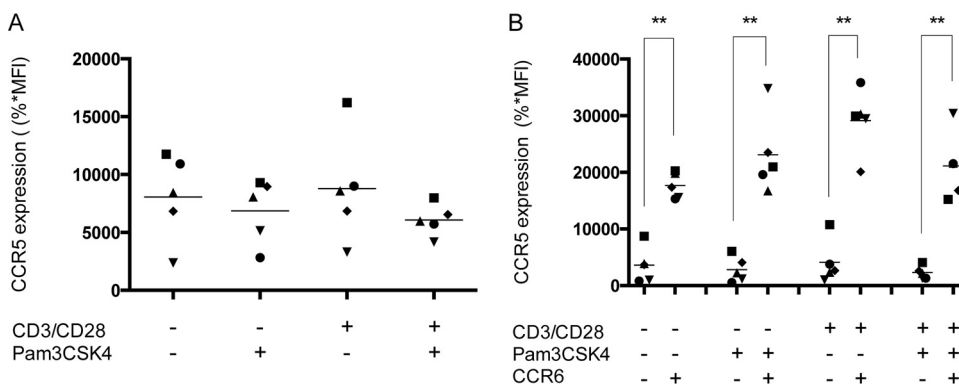 A
CCR5 expression ( (%*MFI)
20000
15000
10000
5000
0
CD3/CD28 - - + +
Pam3CSK4 - + - +
B
CCR5 expression (%*MFI)
** ** ** **
40000
30000
20000
10000
0
CD3/CD28 - - - - + + + +
Pam3CSK4 - - + + - - + +
CCR6 - + - + - + - +